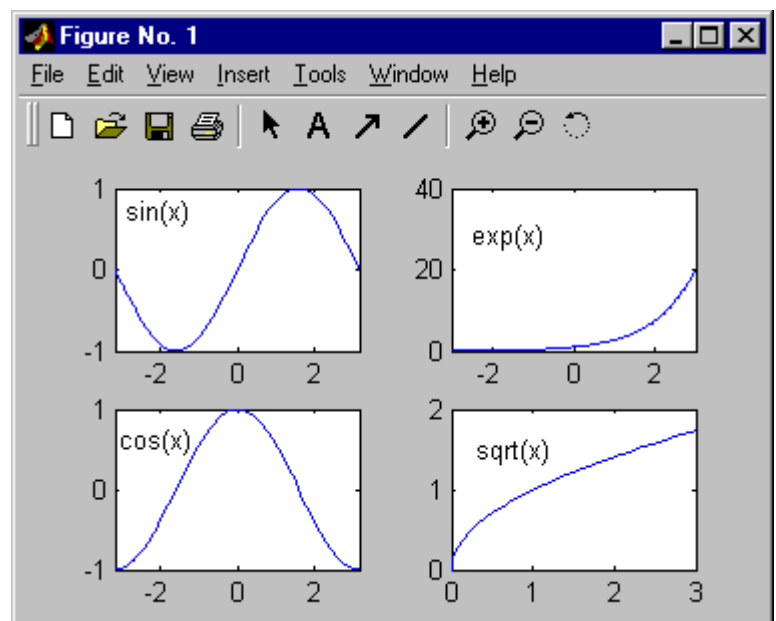 Figure No. 1
File Edit View Insert Tools Window Help
A
1
sin(x)
0
-1
-2 0 2
40
exp(x)
20
0
-2 0 2
1
cos(x)
0
-1
-2 0 2
2
sqrt(x)
1
0
0 1 2 3